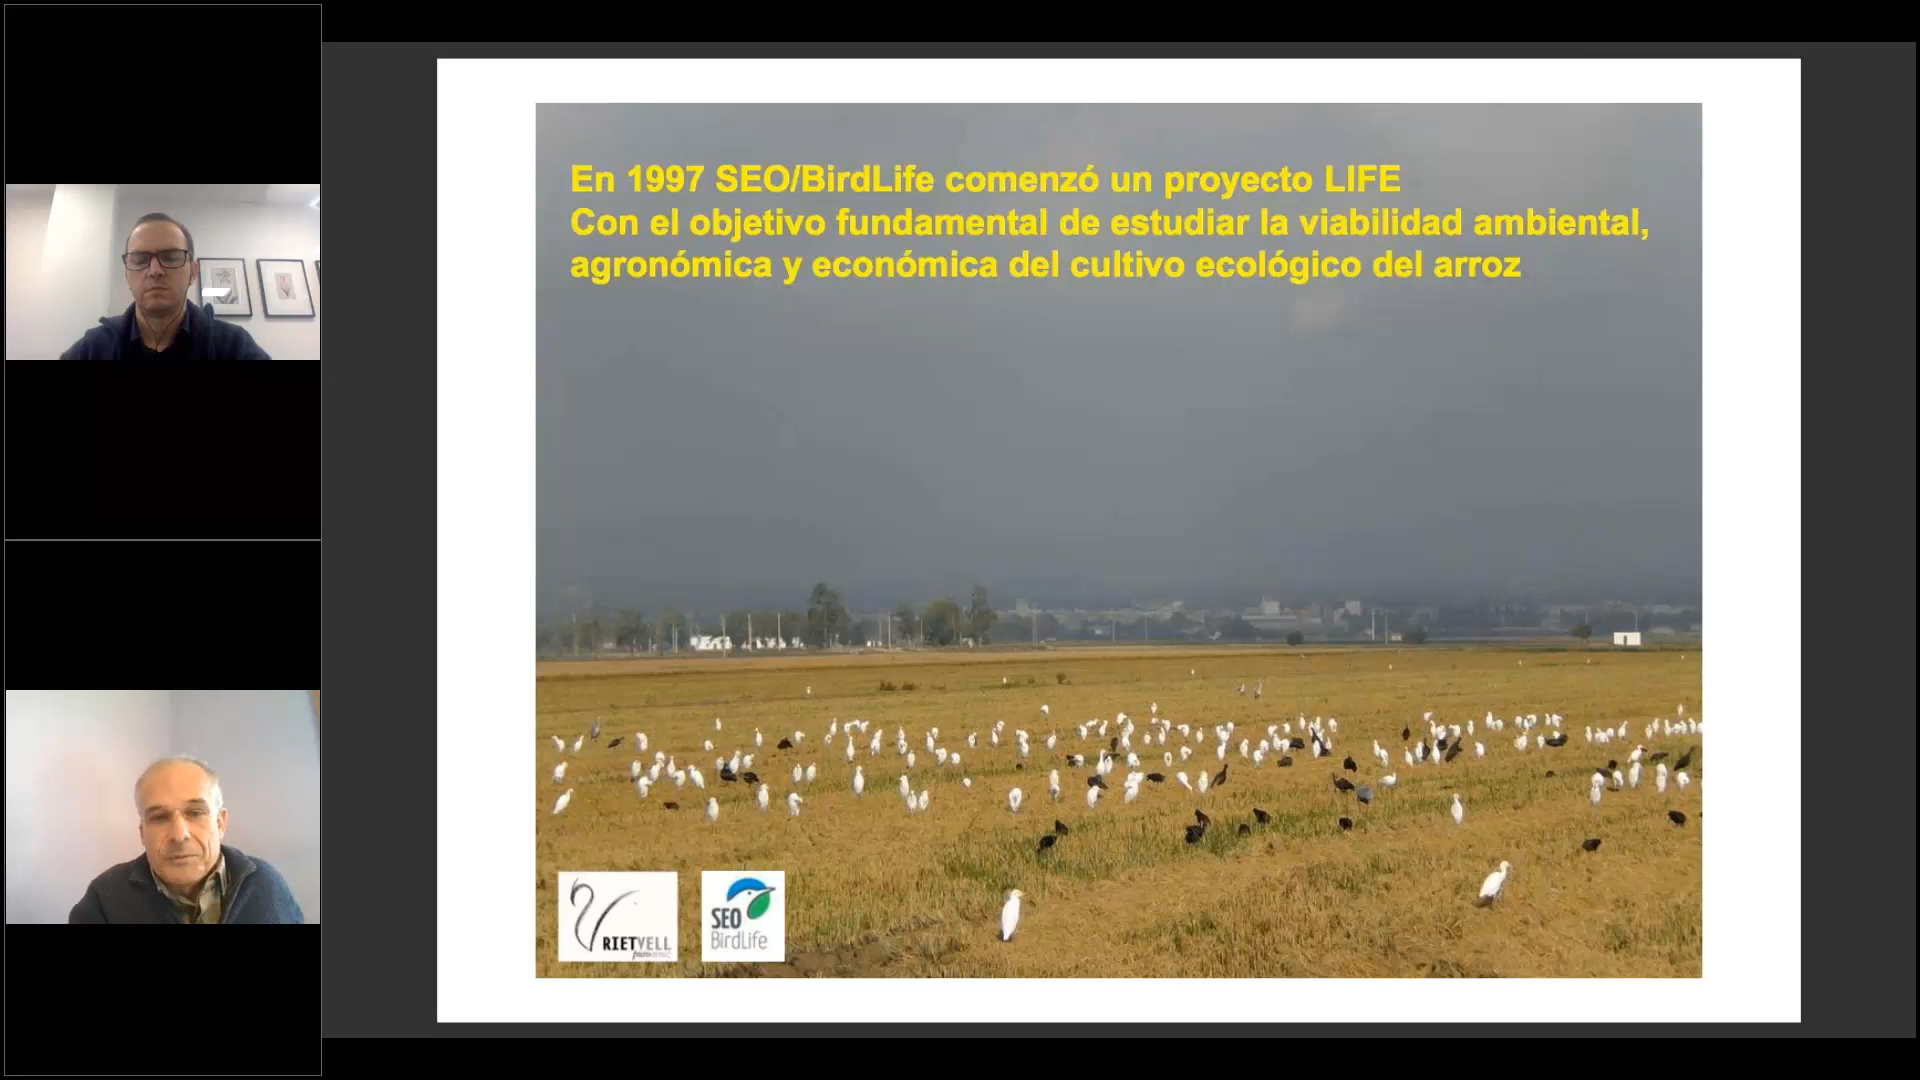 En 1997 SEO/BirdLife comenzó un proyecto LIFE
Con el objetivo fundamental de estudiar la viabilidad ambiental,
agronómica y económica del cultivo ecológico del arroz
RIETVELL
SEO
BirdLife